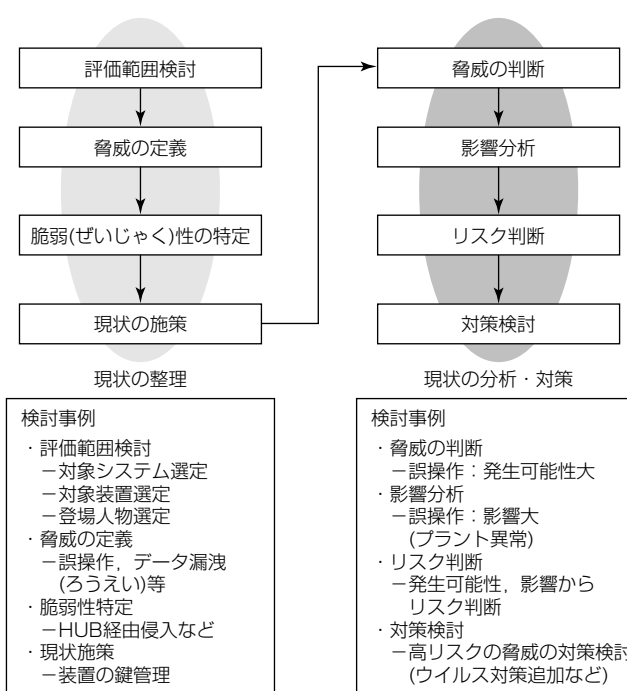 評価範囲検討
脅威の定義
脆弱(ぜいじゃく)性の特定
現状の施策
現状の整理
脅威の判断
影響分析
リスク判断
対策検討
現状の分析・対策
検討事例
・評価範囲検討
－対象システム選定
－対象装置選定
－登場人物選定
・脅威の定義
－誤操作，データ漏洩
(ろうえい)等
・脆弱性特定
－HUB経由侵入など
・現状施策
－装置の鍵管理
検討事例
・脅威の判断
－誤操作：発生可能性大
・影響分析
－誤操作：影響大
(プラント異常)
・リスク判断
－発生可能性，影響から
リスク判断
・対策検討
－高リスクの脅威の対策検討
(ウイルス対策追加など)